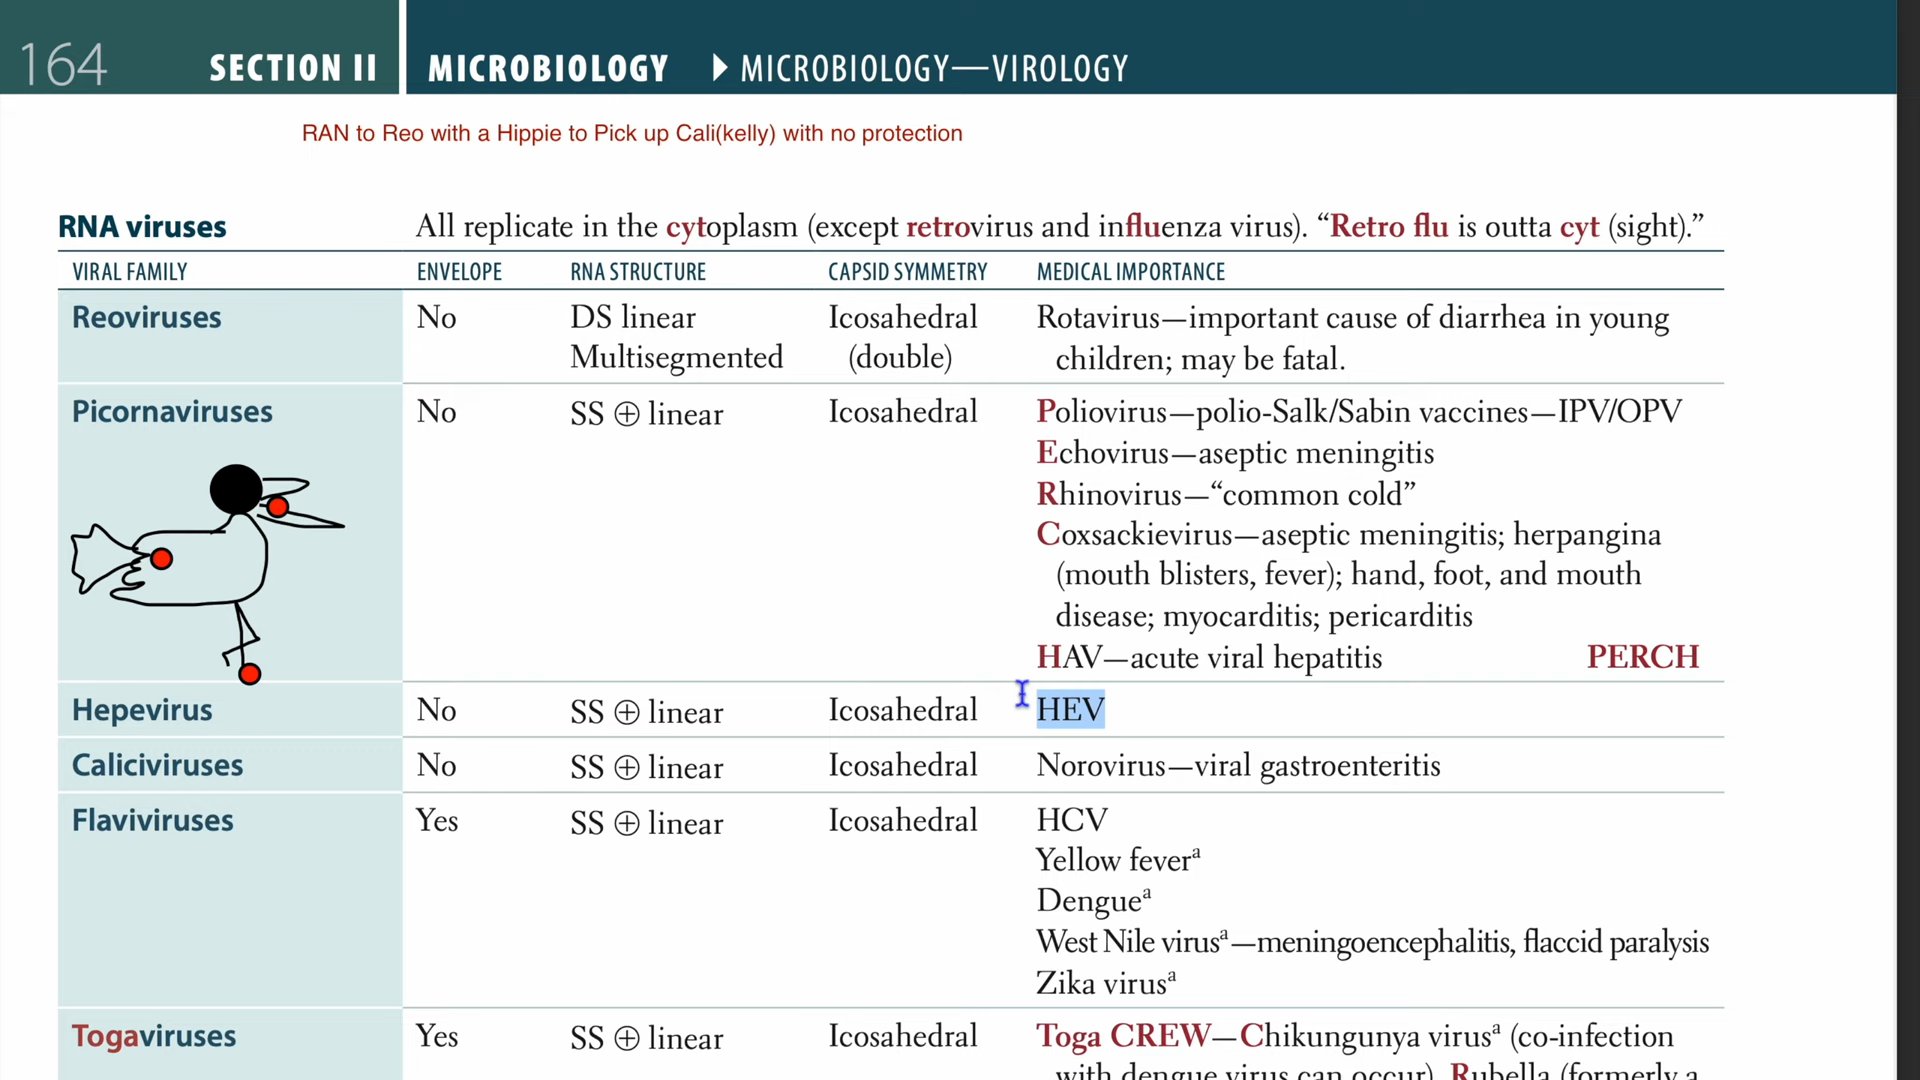 164 SECTION II MICROBIOLOGY ▶ MICROBIOLOGY—VIROLOGY
RAN to Reo with a Hippie to Pick up Cali(kelly) with no protection
RNA viruses All replicate in the cytoplasm (except retrovirus and influenza virus). “Retro flu is outta cyt (sight).”
VIRAL FAMILY ENVELOPE RNA STRUCTURE CAPSID SYMMETRY MEDICAL IMPORTANCE
Reoviruses No DS linear Icosahedral Rotavirus—important cause of diarrhea in young
Multisegmented (double) children; may be fatal.
Picornaviruses No SS ⊕ linear Icosahedral Poliovirus—polio-Salk/Sabin vaccines—IPV/OPV
Echovirus—aseptic meningitis
Rhinovirus—“common cold”
Coxsackievirus—aseptic meningitis; herpangina
(mouth blisters, fever); hand, foot, and mouth
disease; myocarditis; pericarditis
HAV—acute viral hepatitis PERCH
Hepevirus No SS ⊕ linear Icosahedral HEV
Caliciviruses No SS ⊕ linear Icosahedral Norovirus—viral gastroenteritis
Flaviviruses Yes SS ⊕ linear Icosahedral HCV
Yellow feverᵃ
Dengueᵃ
West Nile virusᵃ—meningoencephalitis, flaccid paralysis
Zika virusᵃ
Togaviruses Yes SS ⊕ linear Icosahedral Toga CREW—Chikungunya virusᵃ (co-infection
with dengue virus can occur), Rubella (formerly a